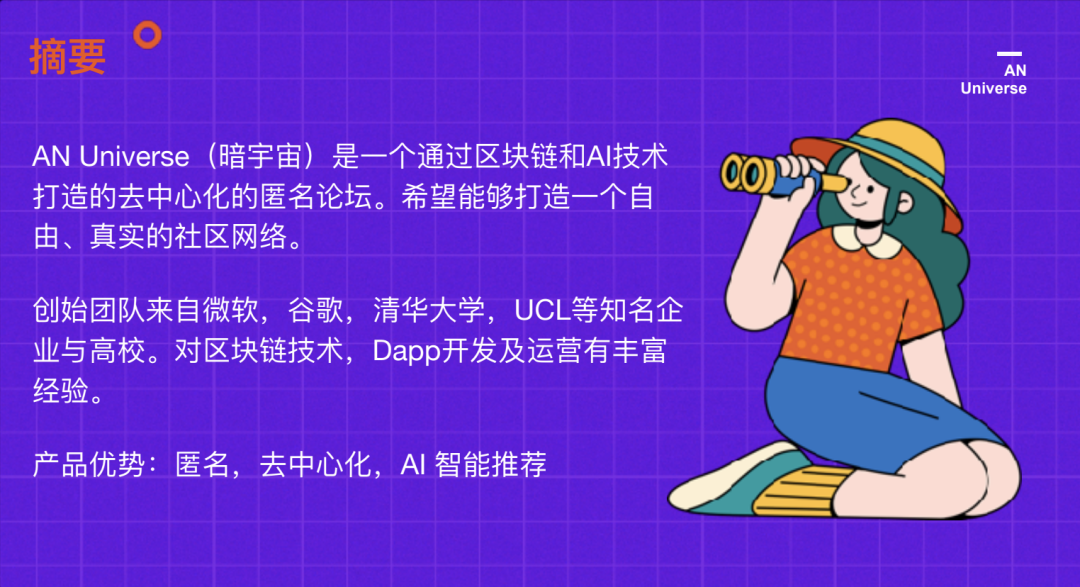 摘要
AN
Universe
AN Universe（暗宇宙）是一个通过区块链和AI技术
打造的去中心化的匿名论坛。希望能够打造一个自
由、真实的社区网络。
创始团队来自微软，谷歌，清华大学，UCL等知名企
业与高校。对区块链技术，Dapp开发及运营有丰富
经验。
产品优势：匿名，去中心化，AI 智能推荐